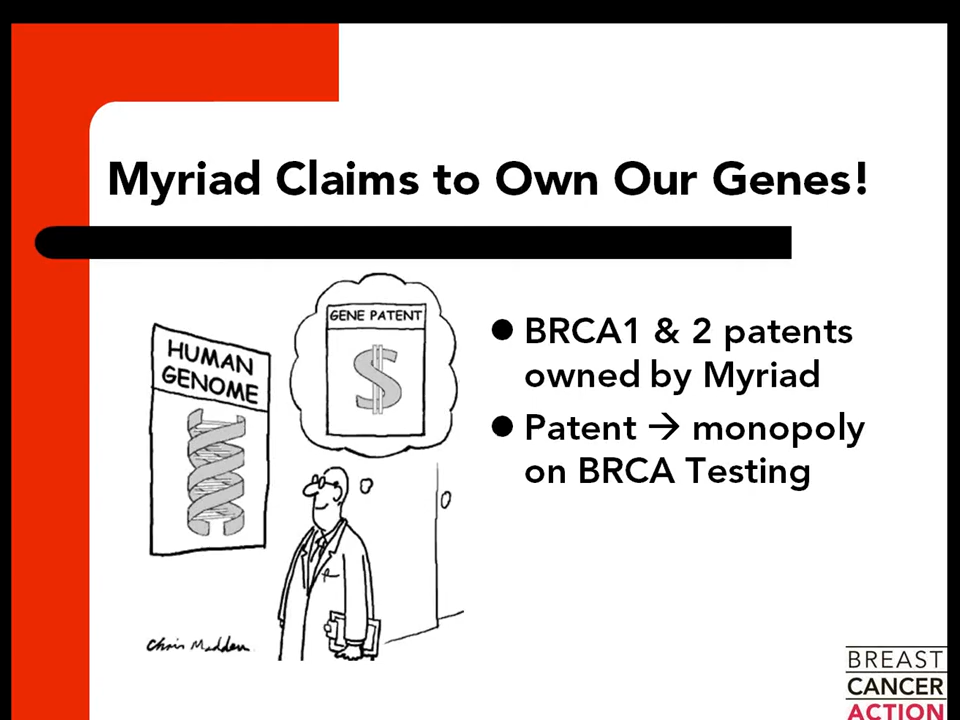 Myriad Claims to Own Our Genes!
HUMAN
GENOME
GENE PATENT
$
● BRCA1 & 2 patents
owned by Myriad
● Patent → monopoly
on BRCA Testing
Chris Madden
BREAST
CANCER
ACTION